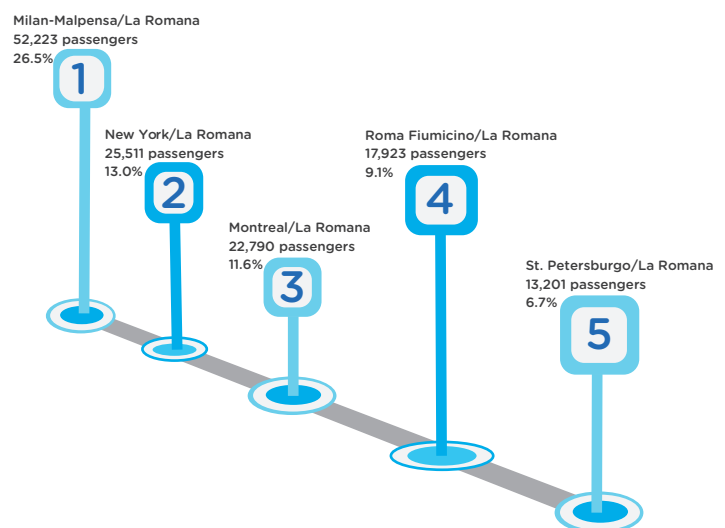 Milan-Malpensa/La Romana
52,223 passengers
26.5%
1
New York/La Romana
25,511 passengers
13.0%
2
Montreal/La Romana
22,790 passengers
11.6%
3
Roma Fiumicino/La Romana
17,923 passengers
9.1%
4
St. Petersburgo/La Romana
13,201 passengers
6.7%
5